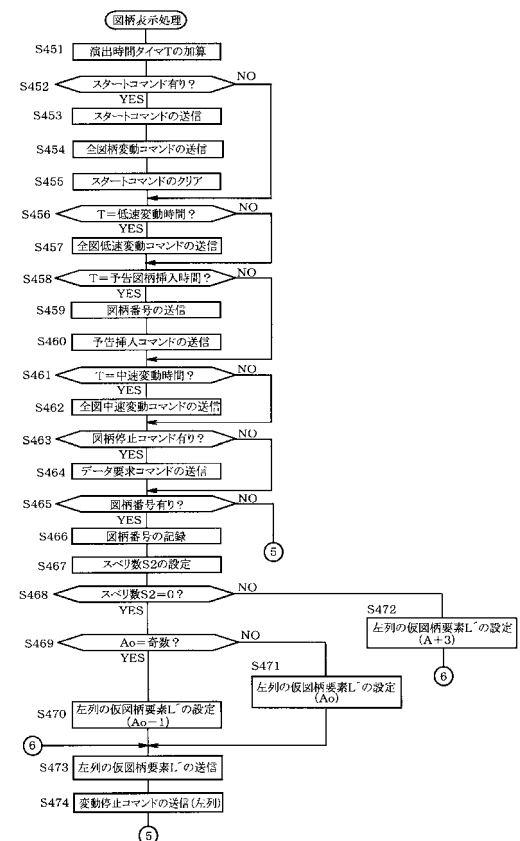 図柄表示処理
S451 演出時間タイマTの加算
S452 スタートコマンド有り?
NO
YES
S453 スタートコマンドの送信
S454 全図柄変動コマンドの送信
S455 スタートコマンドのクリア
S456 T=低速変動時間?
NO
YES
S457 全図低速変動コマンドの送信
S458 T=予告図柄挿入時間?
NO
YES
S459 図柄番号の送信
S460 予告挿入コマンドの送信
S461 T=中速変動時間?
NO
YES
S462 全図中速変動コマンドの送信
S463 図柄停止コマンド有り?
NO
YES
S464 データ要求コマンドの送信
S465 図柄番号有り?
NO
YES
⑤
S466 図柄番号の記録
S467 スベリ数S2の設定
S468 スベリ数S2=0?
NO
YES
S472
左列の仮図柄要素L´の設定
(A+3)
⑥
S469 Ao=奇数?
NO
YES
S471
左列の仮図柄要素L´の設定
(Ao)
S470 左列の仮図柄要素L´の設定
(Ao-1)
⑥
S473 左列の仮図柄要素L´の送信
S474 変動停止コマンドの送信(左列)
⑤